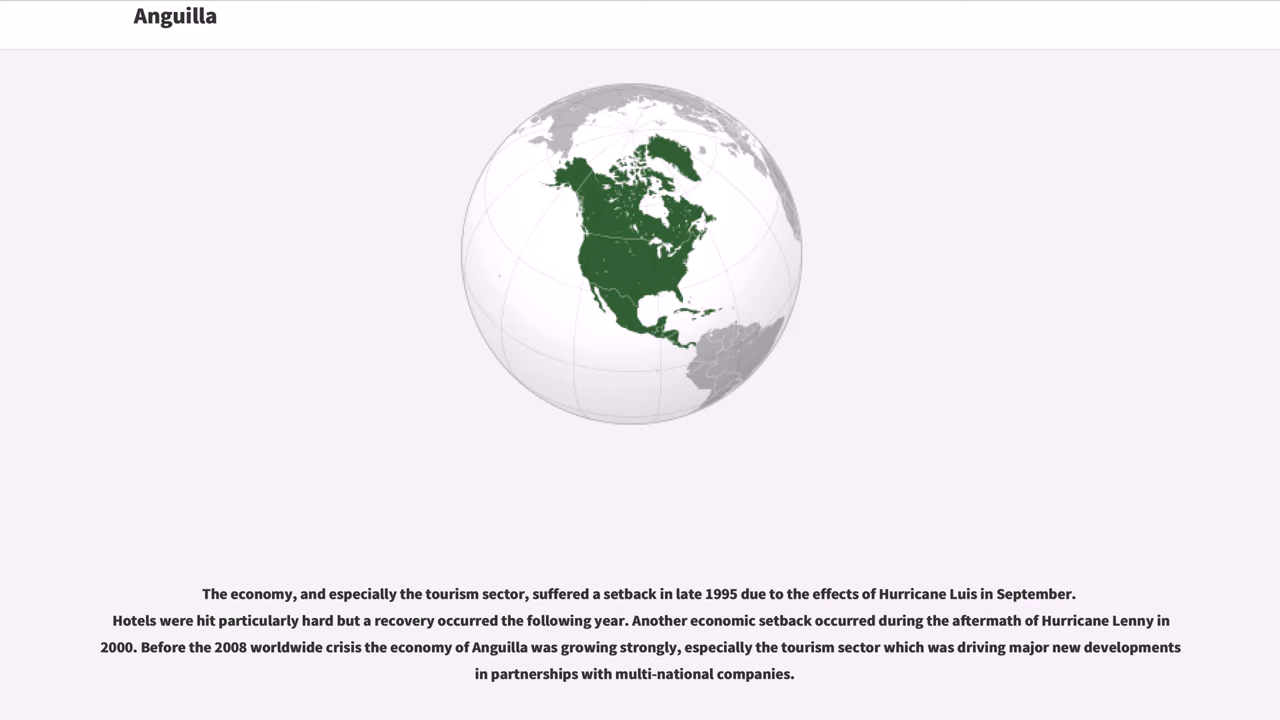 Anguilla
The economy, and especially the tourism sector, suffered a setback in late 1995 due to the effects of Hurricane Luis in September.
Hotels were hit particularly hard but a recovery occurred the following year. Another economic setback occurred during the aftermath of Hurricane Lenny in
2000. Before the 2008 worldwide crisis the economy of Anguilla was growing strongly, especially the tourism sector which was driving major new developments
in partnerships with multi-national companies.